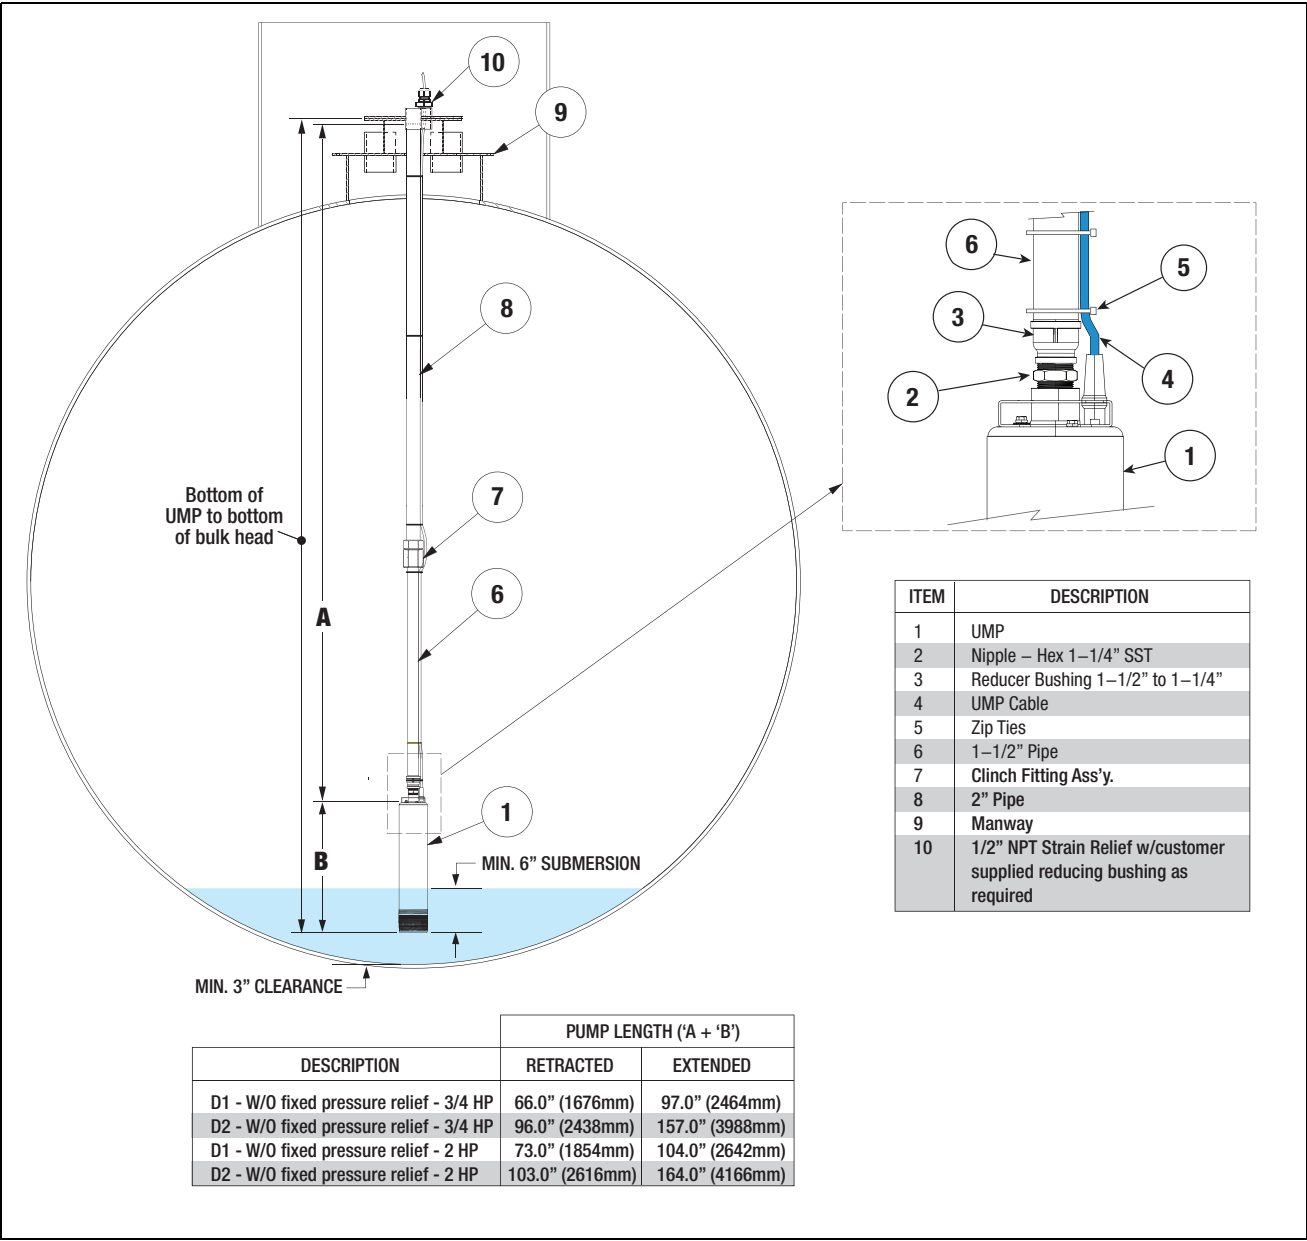 10
9
6
5
8
3
4
2
1
Bottom of
UMP to bottom
of bulk head
7
A
6
ITEM DESCRIPTION
1 UMP
2 Nipple – Hex 1–1/4” SST
3 Reducer Bushing 1–1/2” to 1–1/4”
4 UMP Cable
5 Zip Ties
6 1–1/2” Pipe
7 Clinch Fitting Ass’y.
8 2” Pipe
9 Manway
10 1/2” NPT Strain Relief w/customer
supplied reducing bushing as
required
1
B
MIN. 6” SUBMERSION
MIN. 3” CLEARANCE
PUMP LENGTH (‘A + ‘B’)
DESCRIPTION RETRACTED EXTENDED
D1 - W/O fixed pressure relief - 3/4 HP 66.0” (1676mm) 97.0” (2464mm)
D2 - W/O fixed pressure relief - 3/4 HP 96.0” (2438mm) 157.0” (3988mm)
D1 - W/O fixed pressure relief - 2 HP 73.0” (1854mm) 104.0” (2642mm)
D2 - W/O fixed pressure relief - 2 HP 103.0” (2616mm) 164.0” (4166mm)